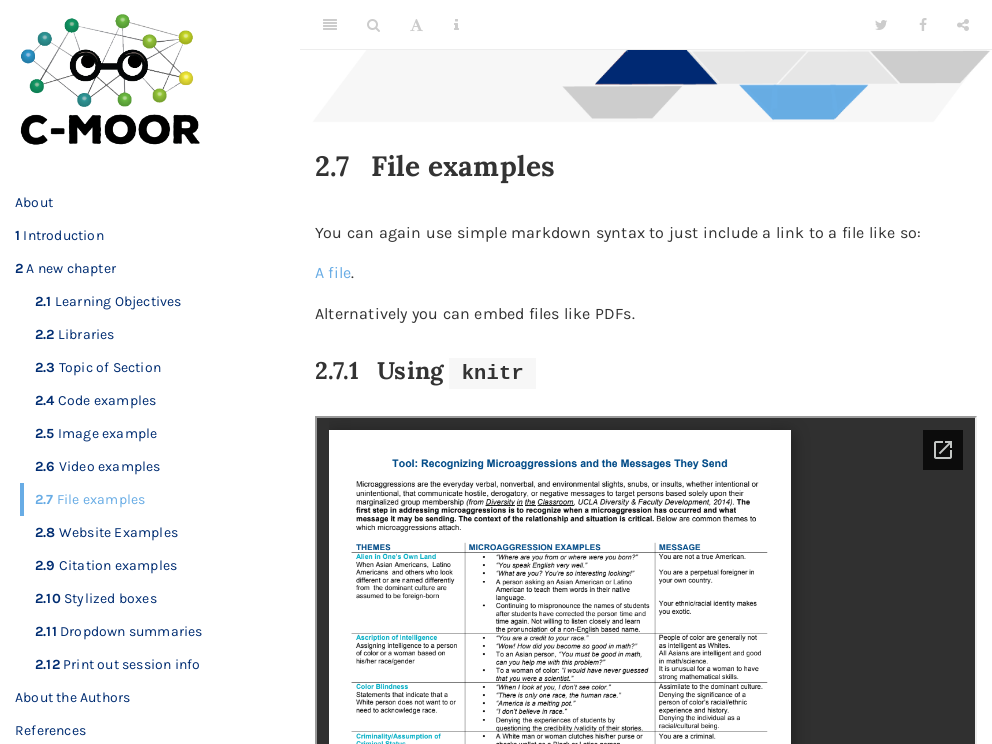 C-MOOR
About
1 Introduction
2 A new chapter
2.1 Learning Objectives
2.2 Libraries
2.3 Topic of Section
2.4 Code examples
2.5 Image example
2.6 Video examples
2.7 File examples
2.8 Website Examples
2.9 Citation examples
2.10 Stylized boxes
2.11 Dropdown summaries
2.12 Print out session info
About the Authors
References
2.7 File examples
You can again use simple markdown syntax to just include a link to a file like so:
A file.
Alternatively you can embed files like PDFs.
2.7.1 Using knitr
Tool: Recognizing Microaggressions and the Messages They Send
Microaggressions are the everyday verbal, nonverbal, and environmental slights, snubs, or insults, whether intentional or
unintentional, that communicate hostile, derogatory, or negative messages to target persons based solely upon their
marginalized group membership (from Diversity in the Classroom, UCLA Diversity & Faculty Development, 2014). The
first step in addressing microaggressions is to recognize when a microaggression has occurred and what
message it may be sending. The context of the relationship and situation is critical. Below are common themes to
which microaggressions attach.
THEMES
MICROAGGRESSION EXAMPLES
MESSAGE
Alien in One's Own Land
When Asian Americans, Latino
Americans and others who look
different or are named differently
from the dominant culture are
assumed to be foreign-born
• "Where are you from or where were you born?"
• "You speak English very well."
• "What are you? You're so interesting looking!"
• A person asking an Asian American or Latino
American to teach them words in their native
language.
• Continuing to mispronounce the names of students
after students have corrected the person time and
time again. Not willing to listen closely and learn
the pronunciation of a non-English based name.
You are not a true American.
You are a perpetual foreigner in
your own country.
Your ethnic/racial identity makes
you exotic.
Ascription of Intelligence
Assigning intelligence to a person
of color or a woman based on
his/her race/gender
• "You are a credit to your race."
• "Wow! How did you become so good in math?"
• To an Asian person, "You must be good in math,
can you help me with this problem?"
• To a woman of color: "I would have never guessed
that you were a scientist."
People of color are generally not
as intelligent as Whites.
All Asians are intelligent and good
in math/science.
It is unusual for a woman to have
strong mathematical skills.
Color Blindness
Statements that indicate that a
White person does not want to or
need to acknowledge race.
• "When I look at you, I don't see color."
• "There is only one race, the human race."
• "America is a melting pot."
• "I don't believe in race."
• Denying the experiences of students by
questioning the credibility /validity of their stories.
Assimilate to the dominant culture.
Denying the significance of a
person of color's racial/ethnic
experience and history.
Denying the individual as a
racial/cultural being.
Criminality/Assumption of
Criminal Status
• A White man or woman clutches his/her purse or
You are a criminal.